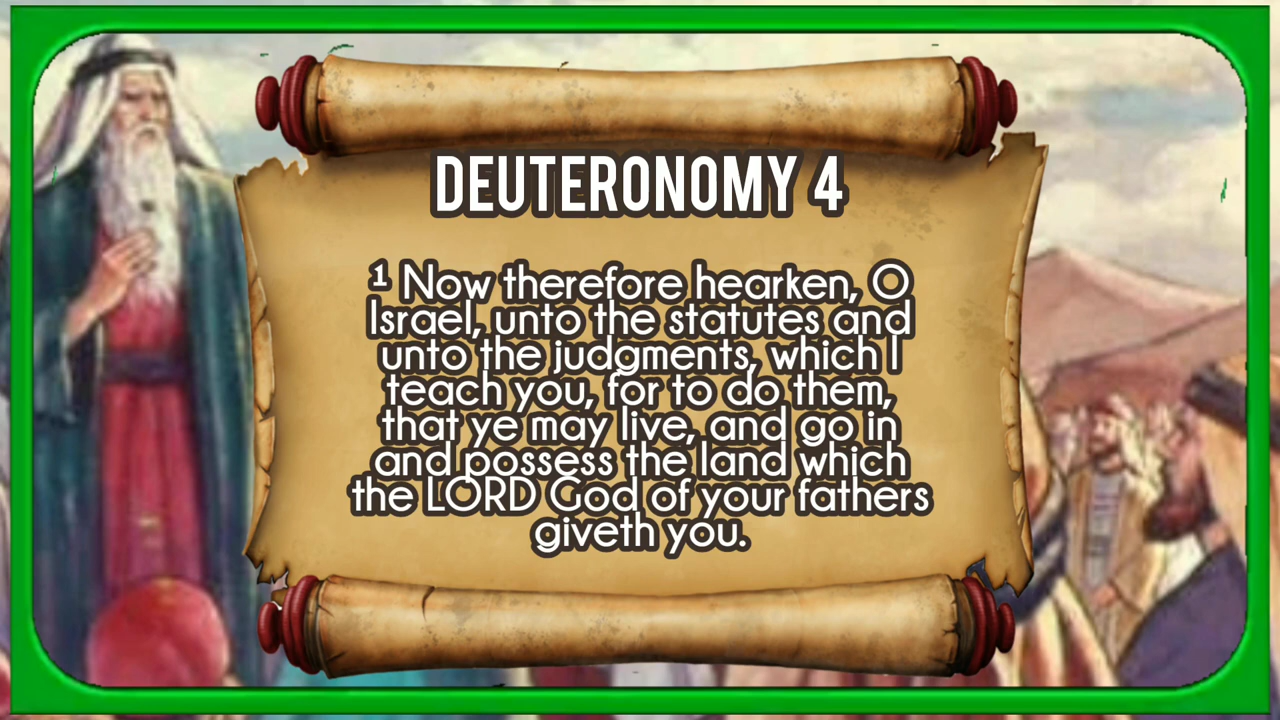 DEUTERONOMY 4
¹ Now therefore hearken, O
Israel, unto the statutes and
unto the judgments, which I
teach you, for to do them,
that ye may live, and go in
and possess the land which
the LORD God of your fathers
giveth you.